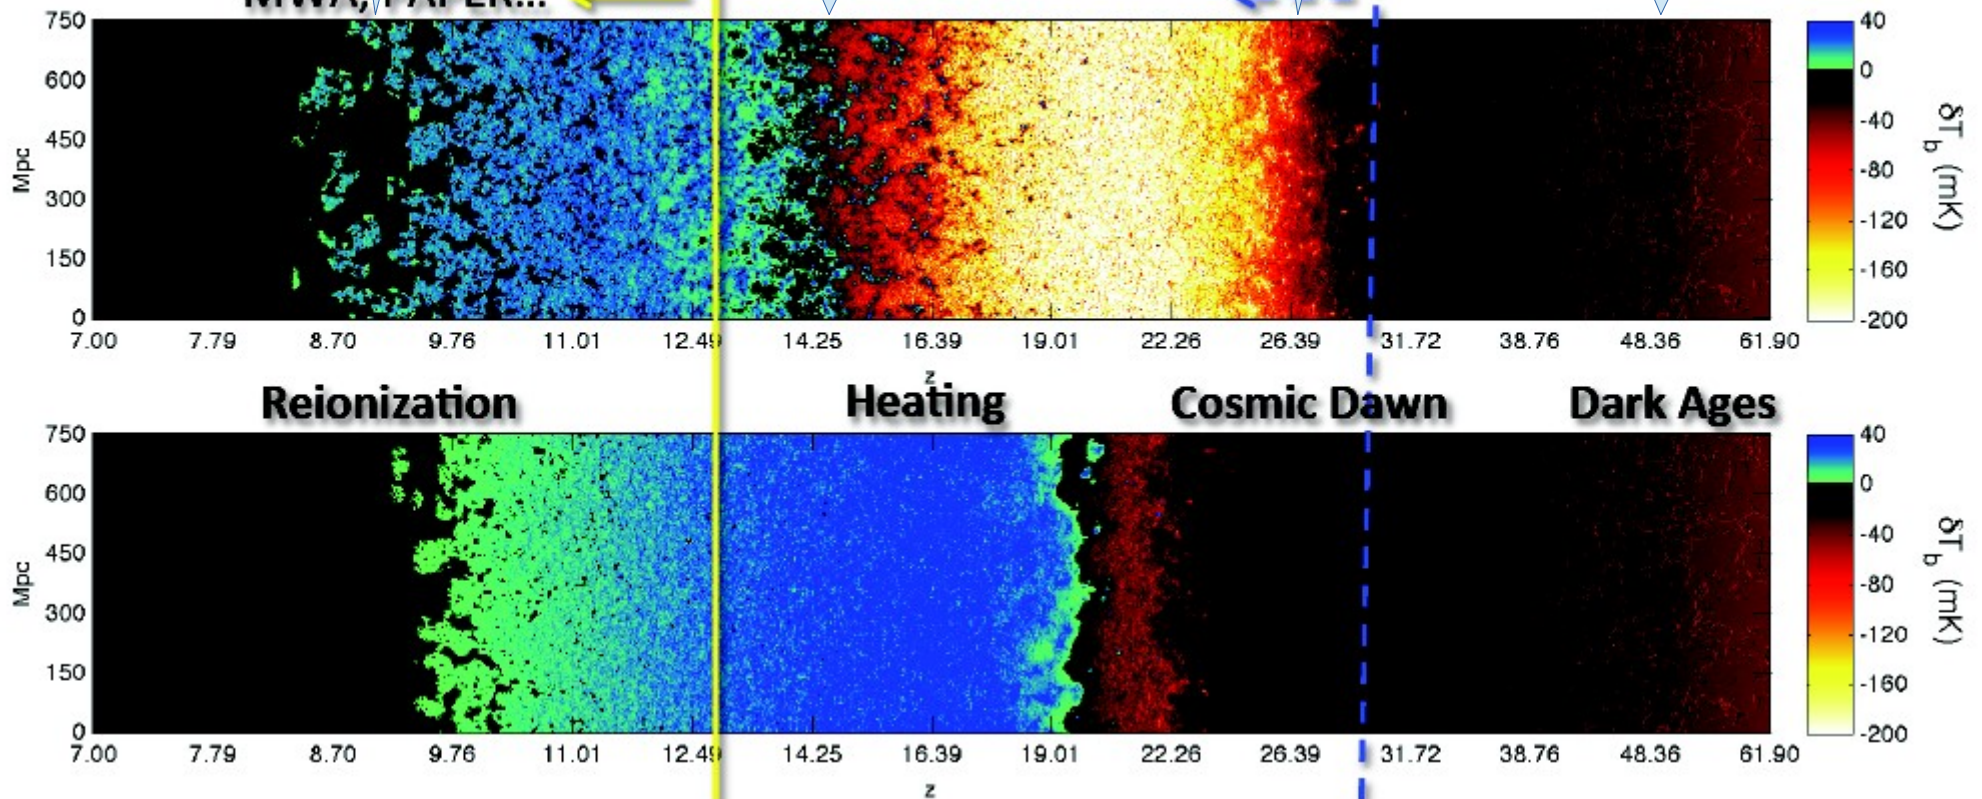 MWA, PAPER...
750
600
450
300
150
0
Mpc
7.00 7.79 8.70 9.76 11.01 12.49 14.25 16.39 19.01 22.26 26.39 31.72 38.76 48.36 61.90
z
40
0
-40
-80
-120
-160
-200
δTb (mK)
Reionization Heating Cosmic Dawn Dark Ages
750
600
450
300
150
0
Mpc
7.00 7.79 8.70 9.76 11.01 12.49 14.25 16.39 19.01 22.26 26.39 31.72 38.76 48.36 61.90
z
40
0
-40
-80
-120
-160
-200
δTb (mK)